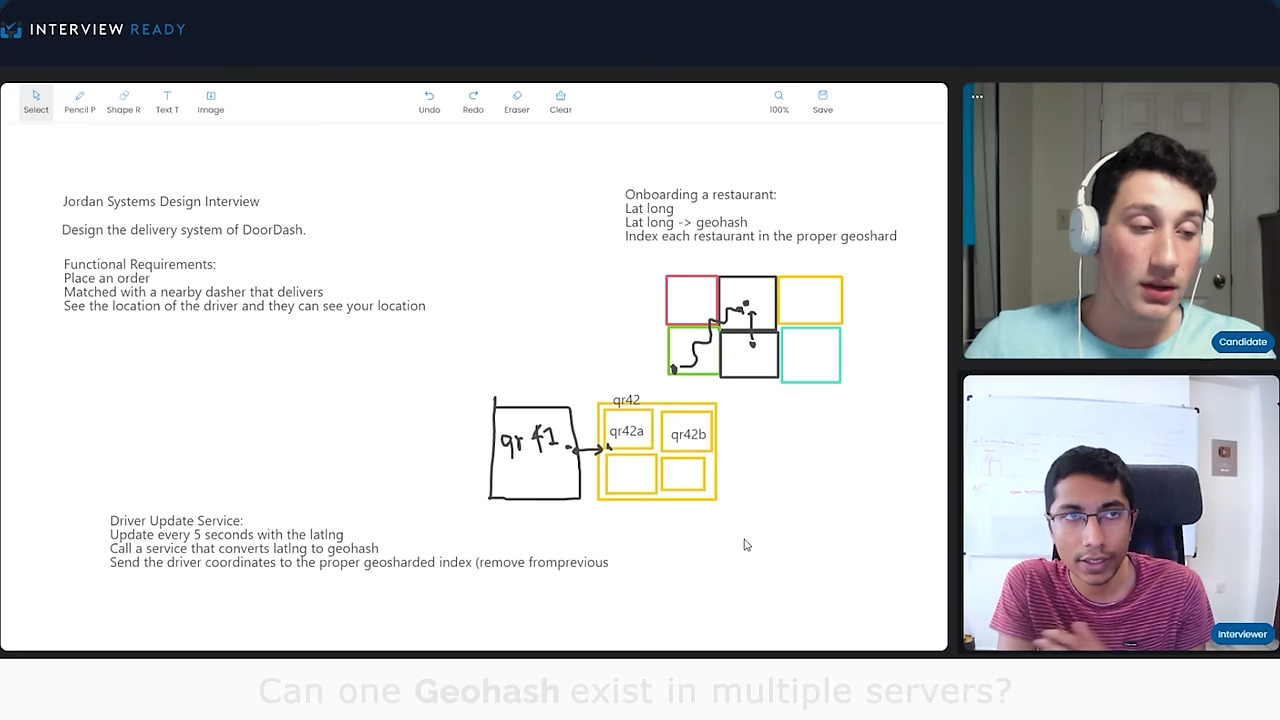 INTERVIEW READY
Select Pencil P Shape R Text T Image Undo Redo Eraser Clear 100% Save
Jordan Systems Design Interview
Design the delivery system of DoorDash.
Functional Requirements:
Place an order
Matched with a nearby dasher that delivers
See the location of the driver and they can see your location
Onboarding a restaurant:
Lat long
Lat long -> geohash
Index each restaurant in the proper geoshard
qr41
qr42
qr42a qr42b
Driver Update Service:
Update every 5 seconds with the latlng
Call a service that converts latlng to geohash
Send the driver coordinates to the proper geosharded index (remove fromprevious
Candidate
Interviewer
Can one Geohash exist in multiple servers?